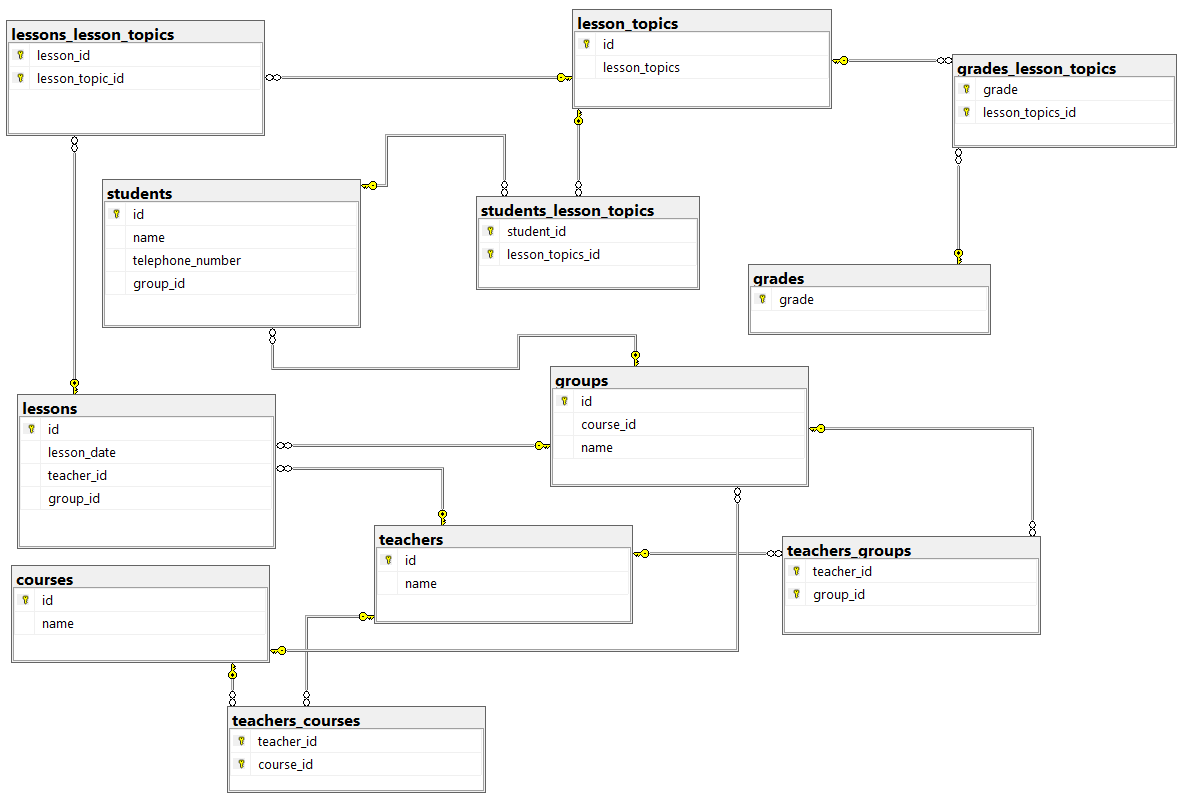 lessons_lesson_topics
lesson_id
lesson_topic_id
lesson_topics
id
lesson_topics
grades_lesson_topics
grade
lesson_topics_id
students
id
name
telephone_number
group_id
students_lesson_topics
student_id
lesson_topics_id
grades
grade
groups
id
course_id
name
lessons
id
lesson_date
teacher_id
group_id
teachers
id
name
teachers_groups
teacher_id
group_id
courses
id
name
teachers_courses
teacher_id
course_id